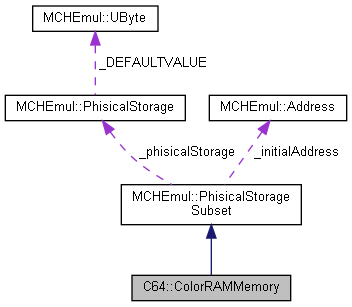 MCHEmul::UByte
_DEFAULTVALUE
MCHEmul::PhisicalStorage
MCHEmul::Address
_phisicalStorage
_initialAddress
MCHEmul::PhisicalStorage
Subset
C64::ColorRAMMemory